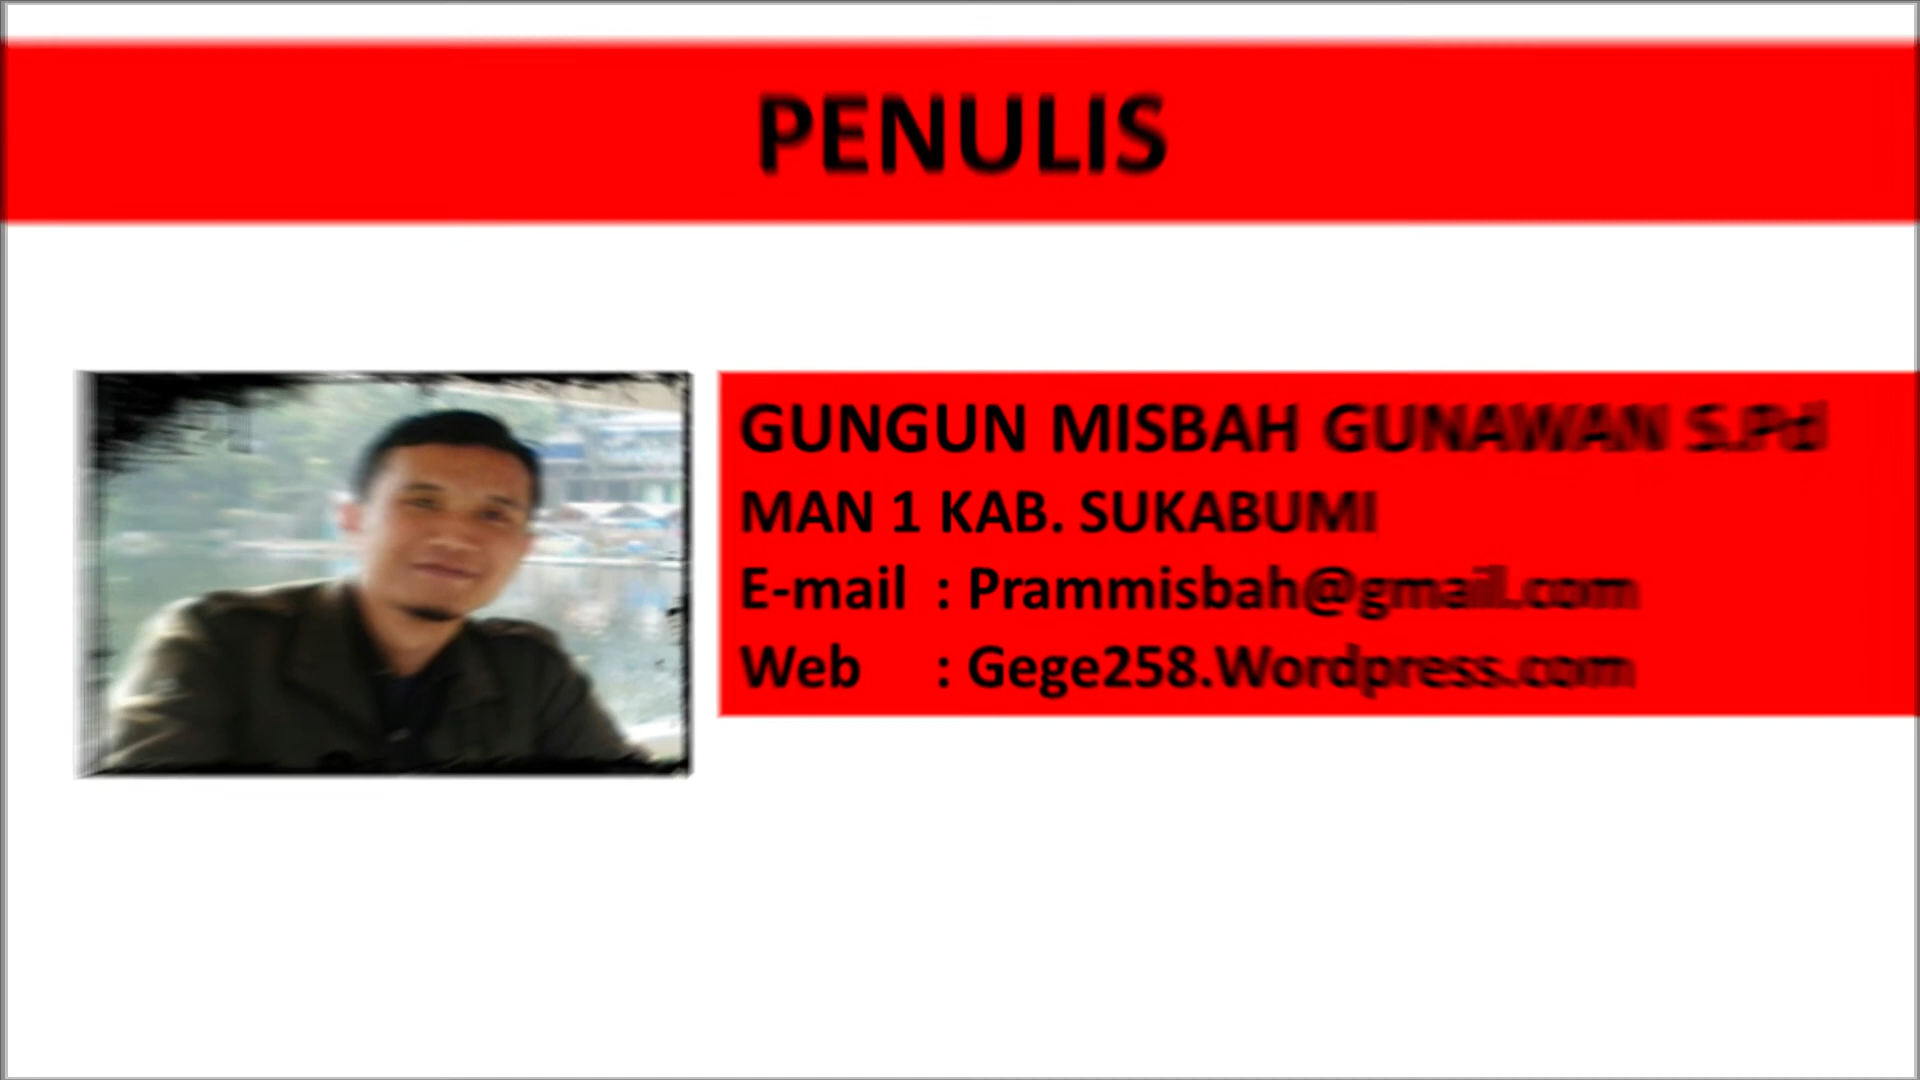 PENULIS
GUNGUN MISBAH GUNAWAN S.Pd
MAN 1 KAB. SUKABUMI
E-mail : Prammisbah@gmail.com
Web : Gege258.Wordpress.com